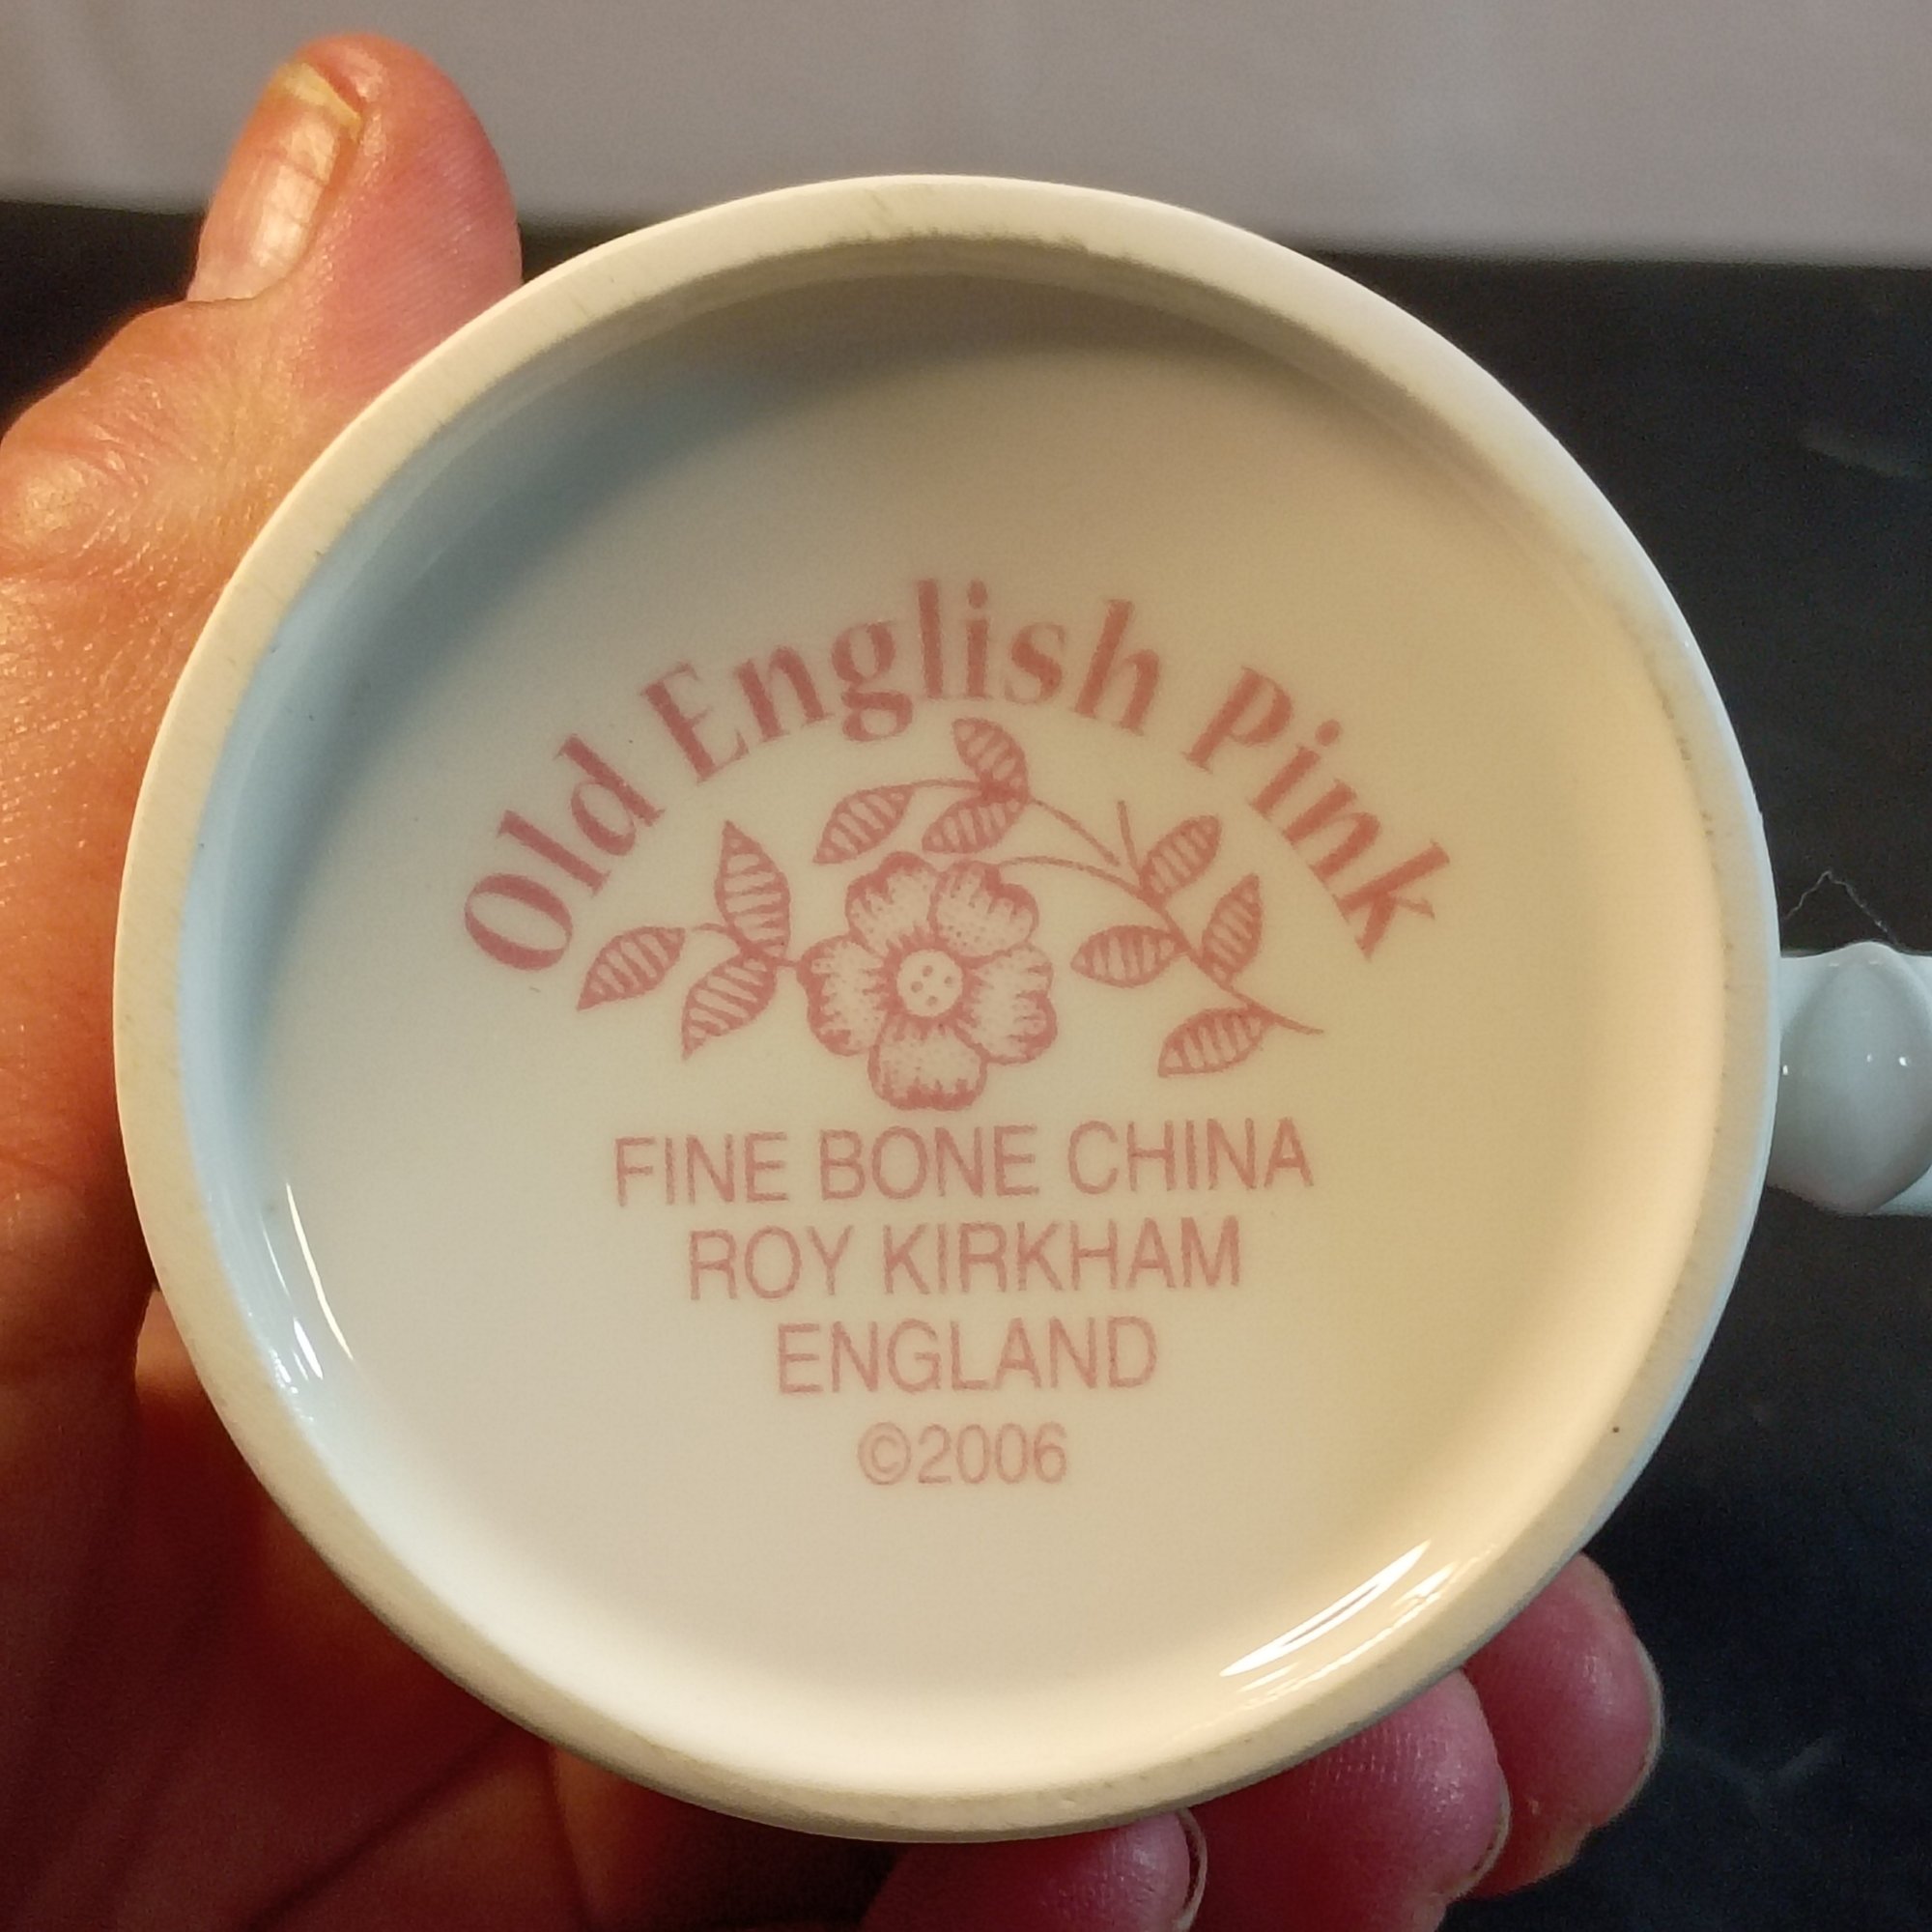 Old English Pink
FINE BONE CHINA
ROY KIRKHAM
ENGLAND
©2006